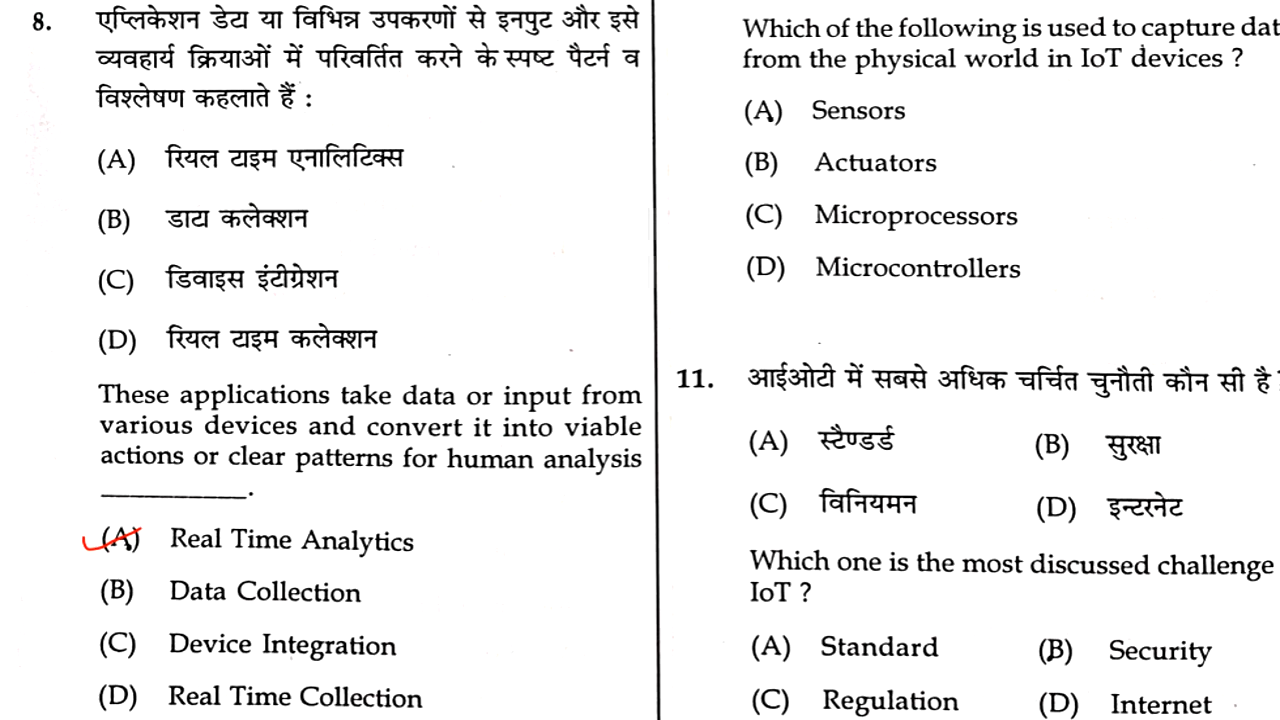 8. एप्लिकेशन डेटा या विभिन्न उपकरणों से इनपुट और इसे
व्यवहार्य क्रियाओं में परिवर्तित करने के स्पष्ट पैटर्न व
विश्लेषण कहलाते हैं :
(A) रियल टाइम एनालिटिक्स
(B) डाटा कलेक्शन
(C) डिवाइस इंटीग्रेशन
(D) रियल टाइम कलेक्शन
These applications take data or input from
various devices and convert it into viable
actions or clear patterns for human analysis
__________.
(A) Real Time Analytics
(B) Data Collection
(C) Device Integration
(D) Real Time Collection
Which of the following is used to capture dat
from the physical world in IoT devices ?
(A) Sensors
(B) Actuators
(C) Microprocessors
(D) Microcontrollers
11. आईओटी में सबसे अधिक चर्चित चुनौती कौन सी है ?
(A) स्टैण्डर्ड (B) सुरक्षा
(C) विनियमन (D) इन्टरनेट
Which one is the most discussed challenge
IoT ?
(A) Standard (B) Security
(C) Regulation (D) Internet